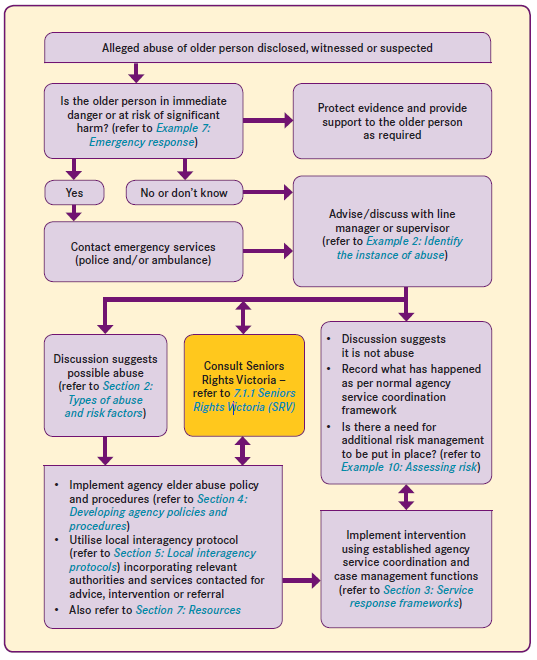 Alleged abuse of older person disclosed, witnessed or suspected
Is the older person in immediate
danger or at risk of significant
harm? (refer to Example 7:
Emergency response)
Protect evidence and provide
support to the older person
as required
Yes
No or don't know
Advise/discuss with line
manager or supervisor
(refer to Example 2: Identify
the instance of abuse)
Contact emergency services
(police and/or ambulance)
Discussion suggests
possible abuse
(refer to Section 2:
Types of abuse
and risk factors)
Consult Seniors
Rights Victoria –
refer to 7.1.1 Seniors
Rights Victoria (SRV)
• Discussion suggests
it is not abuse
• Record what has happened
as per normal agency
service coordination
framework
• Is there a need for
additional risk management
to be put in place? (refer to
Example 10: Assessing risk)
• Implement agency elder abuse policy
and procedures (refer to Section 4:
Developing agency policies and
procedures)
• Utilise local interagency protocol
(refer to Section 5: Local interagency
protocols) incorporating relevant
authorities and services contacted for
advice, intervention or referral
• Also refer to Section 7: Resources
Implement intervention
using established agency
service coordination and
case management functions
(refer to Section 3: Service
response frameworks)